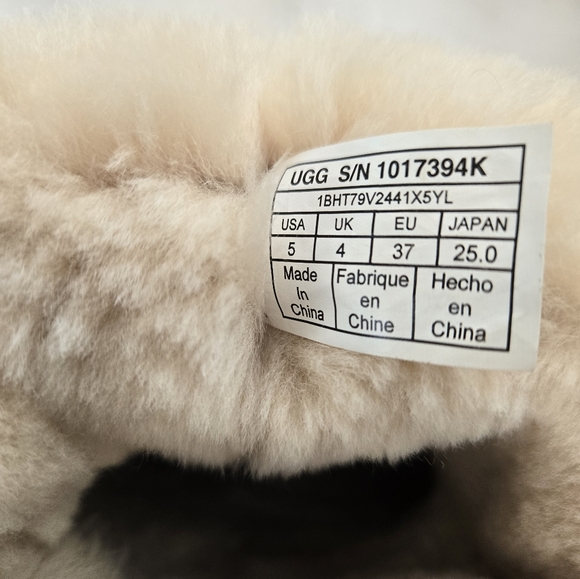 UGG S/N 1017394K
1BHT79V2441X5YL
USA UK EU JAPAN
5 4 37 25.0
Made In China
Fabrique en Chine
Hecho en China